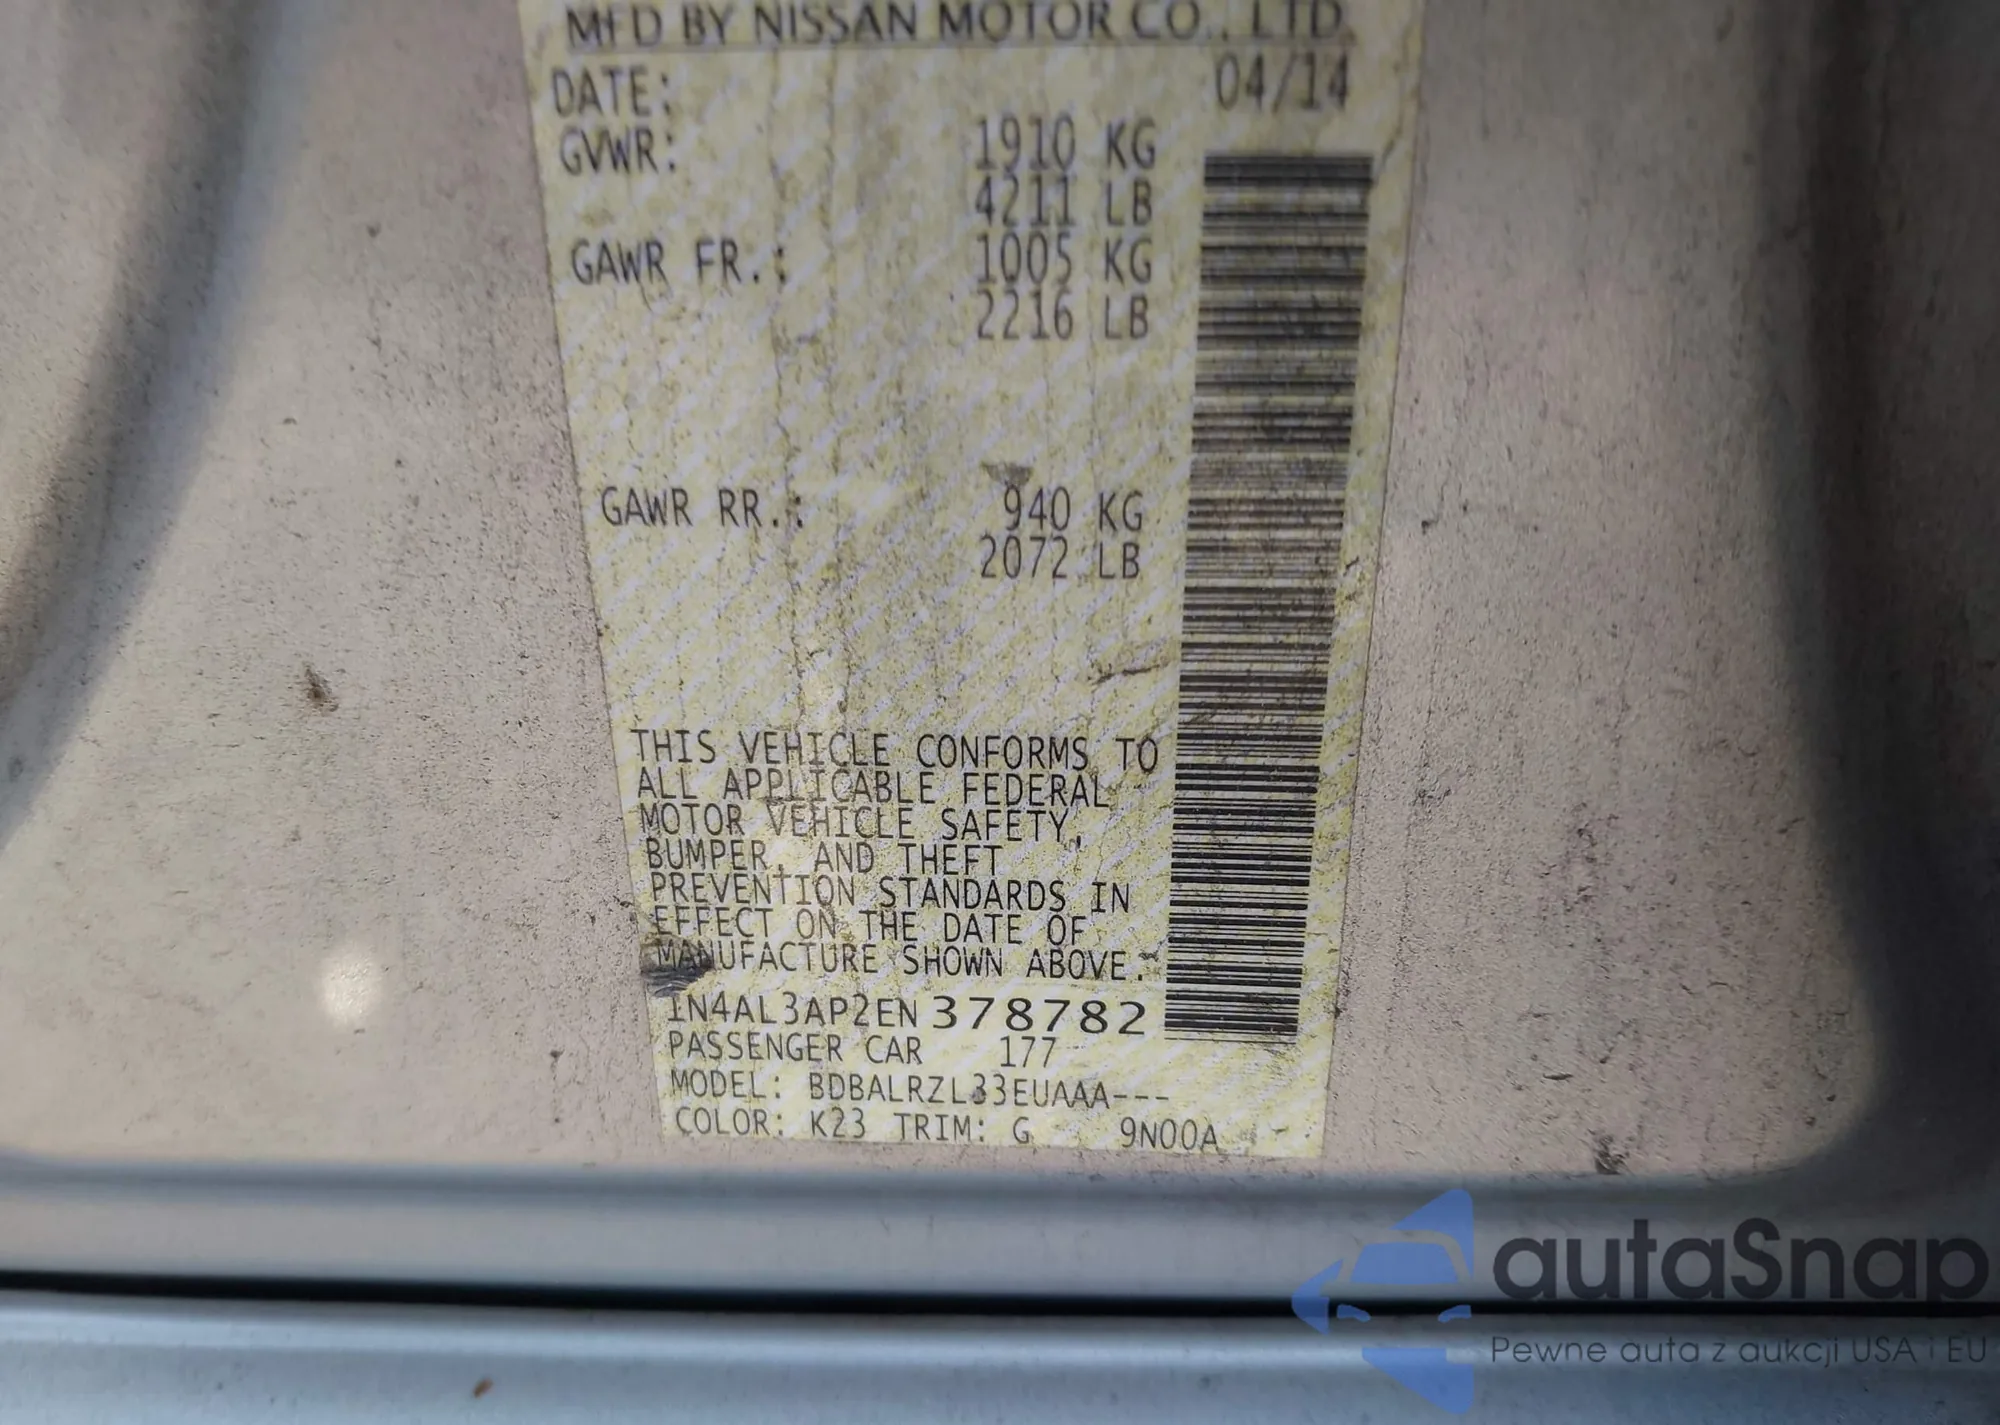 MFD BY NISSAN MOTOR CO., LTD.
DATE: 04/14
GVWR: 1910 KG
4211 LB
GAWR FR.: 1005 KG
2216 LB
GAWR RR.: 940 KG
2072 LB
THIS VEHICLE CONFORMS TO
ALL APPLICABLE FEDERAL
MOTOR VEHICLE SAFETY,
BUMPER, AND THEFT
PREVENTION STANDARDS IN
EFFECT ON THE DATE OF
MANUFACTURE SHOWN ABOVE.
1N4AL3AP2EN378782
PASSENGER CAR 177
MODEL: BDBALRZL33EUAAA---
COLOR: K23 TRIM: G 9N00A
autaSnap
Pewne auta z aukcji USA i EU